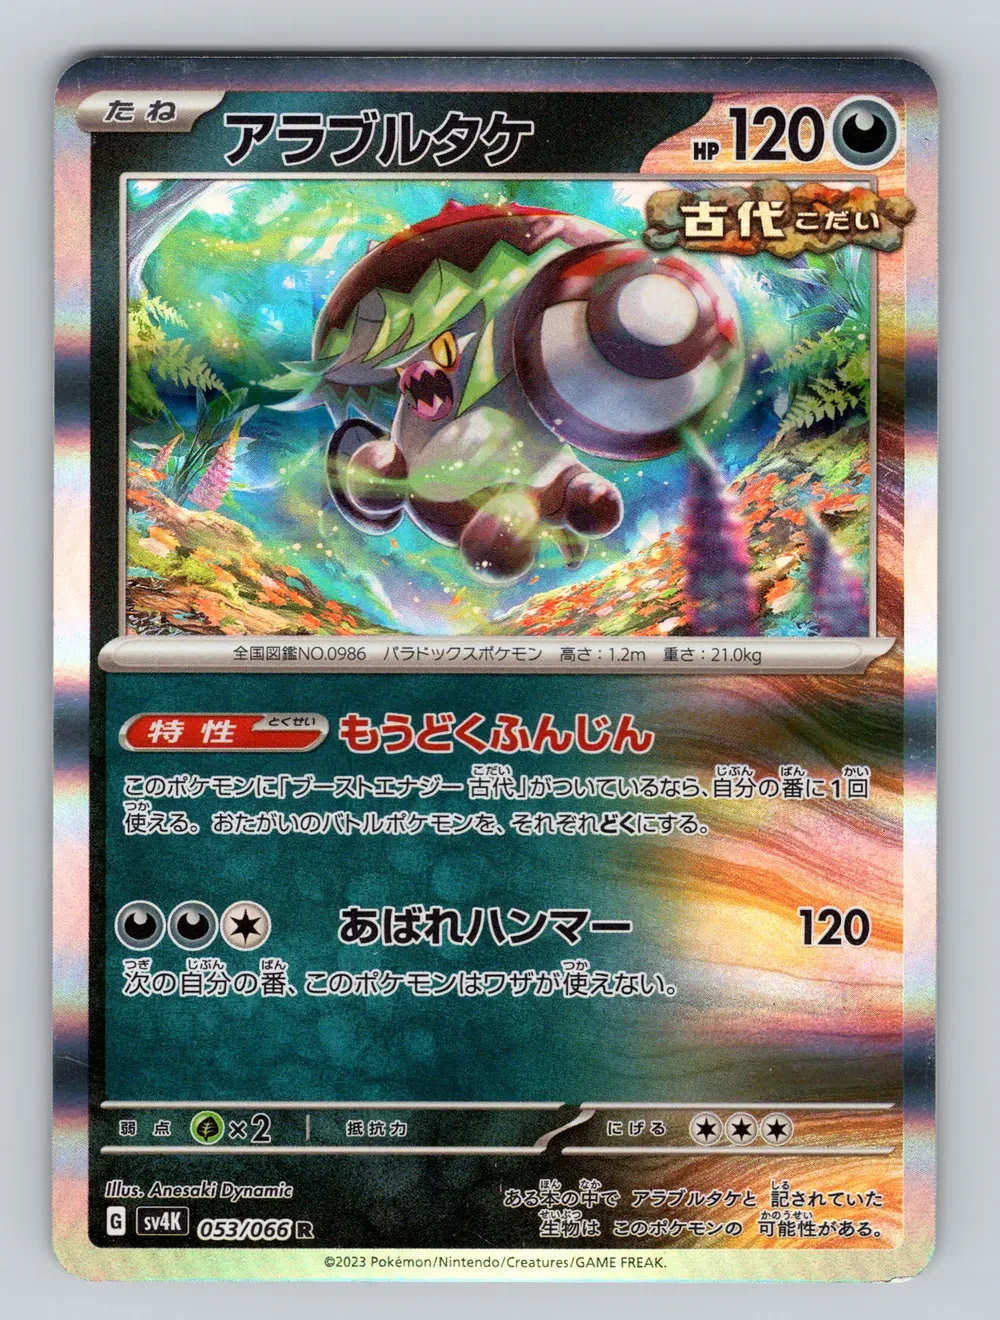 たね
アラブルタケ
HP 120
古代 こだい
全国図鑑NO.0986 パラドックスポケモン 高さ：1.2m 重さ：21.0kg
特性 とくせい もうどくふんじん
このポケモンに「ブーストエナジー 古代」がついているなら、自分の番に1回
使える。おたがいのバトルポケモンを、それぞれどくにする。
あばれハンマー 120
次の自分の番、このポケモンはワザが使えない。
弱点 ×2 抵抗力 にげる
Illus. Anesaki Dynamic
G sv4K 053/066 R
ある本の中で アラブルタケと 記されていた
生物は このポケモンの 可能性がある。
©2023 Pokémon/Nintendo/Creatures/GAME FREAK.